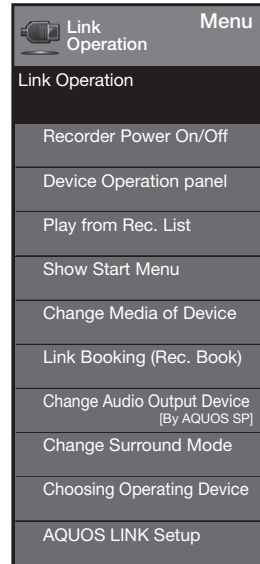 Link
Operation
Menu
Link Operation
Recorder Power On/Off
Device Operation panel
Play from Rec. List
Show Start Menu
Change Media of Device
Link Booking (Rec. Book)
Change Audio Output Device
[By AQUOS SP]
Change Surround Mode
Choosing Operating Device
AQUOS LINK Setup